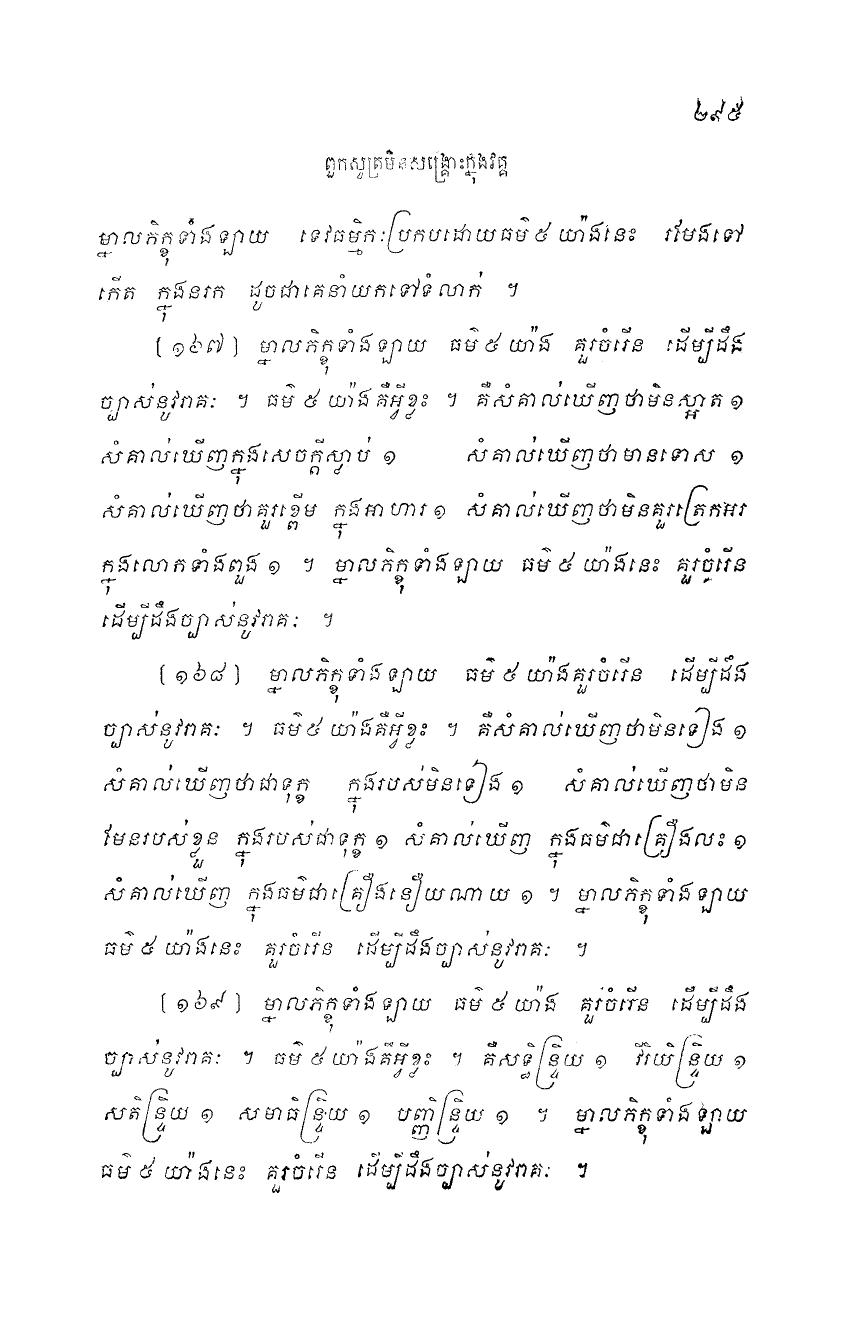 ២៩៥
ពួកសូត្រមិនសង្គ្រោះក្នុងវគ្គ
ម្នាលភិក្ខុទាំងឡាយ ទេវធម្មិកៈប្រកបដោយធម៌ ៥ យ៉ាងនេះ រមែងទៅ
កើត ក្នុងនរក ដូចជាគេនាំយកទៅទំលាក់ ។
[១៦៧] ម្នាលភិក្ខុទាំងឡាយ ធម៌ ៥ យ៉ាង គួរចំរើន ដើម្បីដឹង
ច្បាស់នូវរាគៈ ។ ធម៌ ៥ យ៉ាងគឺអ្វីខ្លះ ។ គឺសំគាល់ឃើញថាមិនស្អាត ១
សំគាល់ឃើញក្នុងសេចក្តីស្លាប់ ១ សំគាល់ឃើញថាមានទោស ១
សំគាល់ឃើញថាគួរខ្ពើម ក្នុងអាហារ ១ សំគាល់ឃើញថាមិនគួរត្រេកអរ
ក្នុងលោកទាំងពួង ១ ។ ម្នាលភិក្ខុទាំងឡាយ ធម៌ ៥ យ៉ាងនេះ គួរចំរើន
ដើម្បីដឹងច្បាស់នូវរាគៈ ។
[១៦៨] ម្នាលភិក្ខុទាំងឡាយ ធម៌ ៥ យ៉ាងគួរចំរើន ដើម្បីដឹង
ច្បាស់នូវរាគៈ ។ ធម៌ ៥ យ៉ាងគឺអ្វីខ្លះ ។ គឺសំគាល់ឃើញថាមិនទៀង ១
សំគាល់ឃើញថាជាទុក្ខ ក្នុងរបស់មិនទៀង ១ សំគាល់ឃើញថាមិន
មែនរបស់ខ្លួន ក្នុងរបស់ជាទុក្ខ ១ សំគាល់ឃើញ ក្នុងធម៌ជាគ្រឿងលះ ១
សំគាល់ឃើញ ក្នុងធម៌ជាគ្រឿងនឿយណាយ ១ ។ ម្នាលភិក្ខុទាំងឡាយ
ធម៌ ៥ យ៉ាងនេះ គួរចំរើន ដើម្បីដឹងច្បាស់នូវរាគៈ ។
[១៦៩] ម្នាលភិក្ខុទាំងឡាយ ធម៌ ៥ យ៉ាង គួរចំរើន ដើម្បីដឹង
ច្បាស់នូវរាគៈ ។ ធម៌ ៥ យ៉ាងគឺអ្វីខ្លះ ។ គឺសទ្ធិន្ទ្រិយ ១ វីរិយិន្ទ្រិយ ១
សតិន្ទ្រិយ ១ សមាធិន្ទ្រិយ ១ បញ្ញិន្ទ្រិយ ១ ។ ម្នាលភិក្ខុទាំងឡាយ
ធម៌ ៥ យ៉ាងនេះ គួរចំរើន ដើម្បីដឹងច្បាស់នូវរាគៈ ។